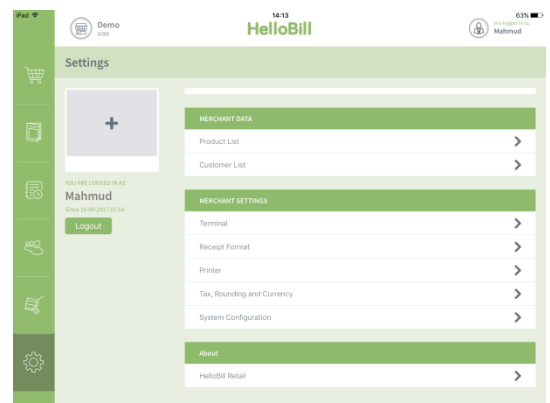 iPad
14:13
63%
Demo
HelloBill
you logged in as,
Mahmud
Settings
MERCHANT DATA
Product List
Customer List
YOU ARE LOGGED IN AS
Mahmud
Since 16-09-2017 07:14
Logout
MERCHANT SETTINGS
Terminal
Receipt Format
Printer
Tax, Rounding and Currency
System Configuration
About
HelloBill Retail